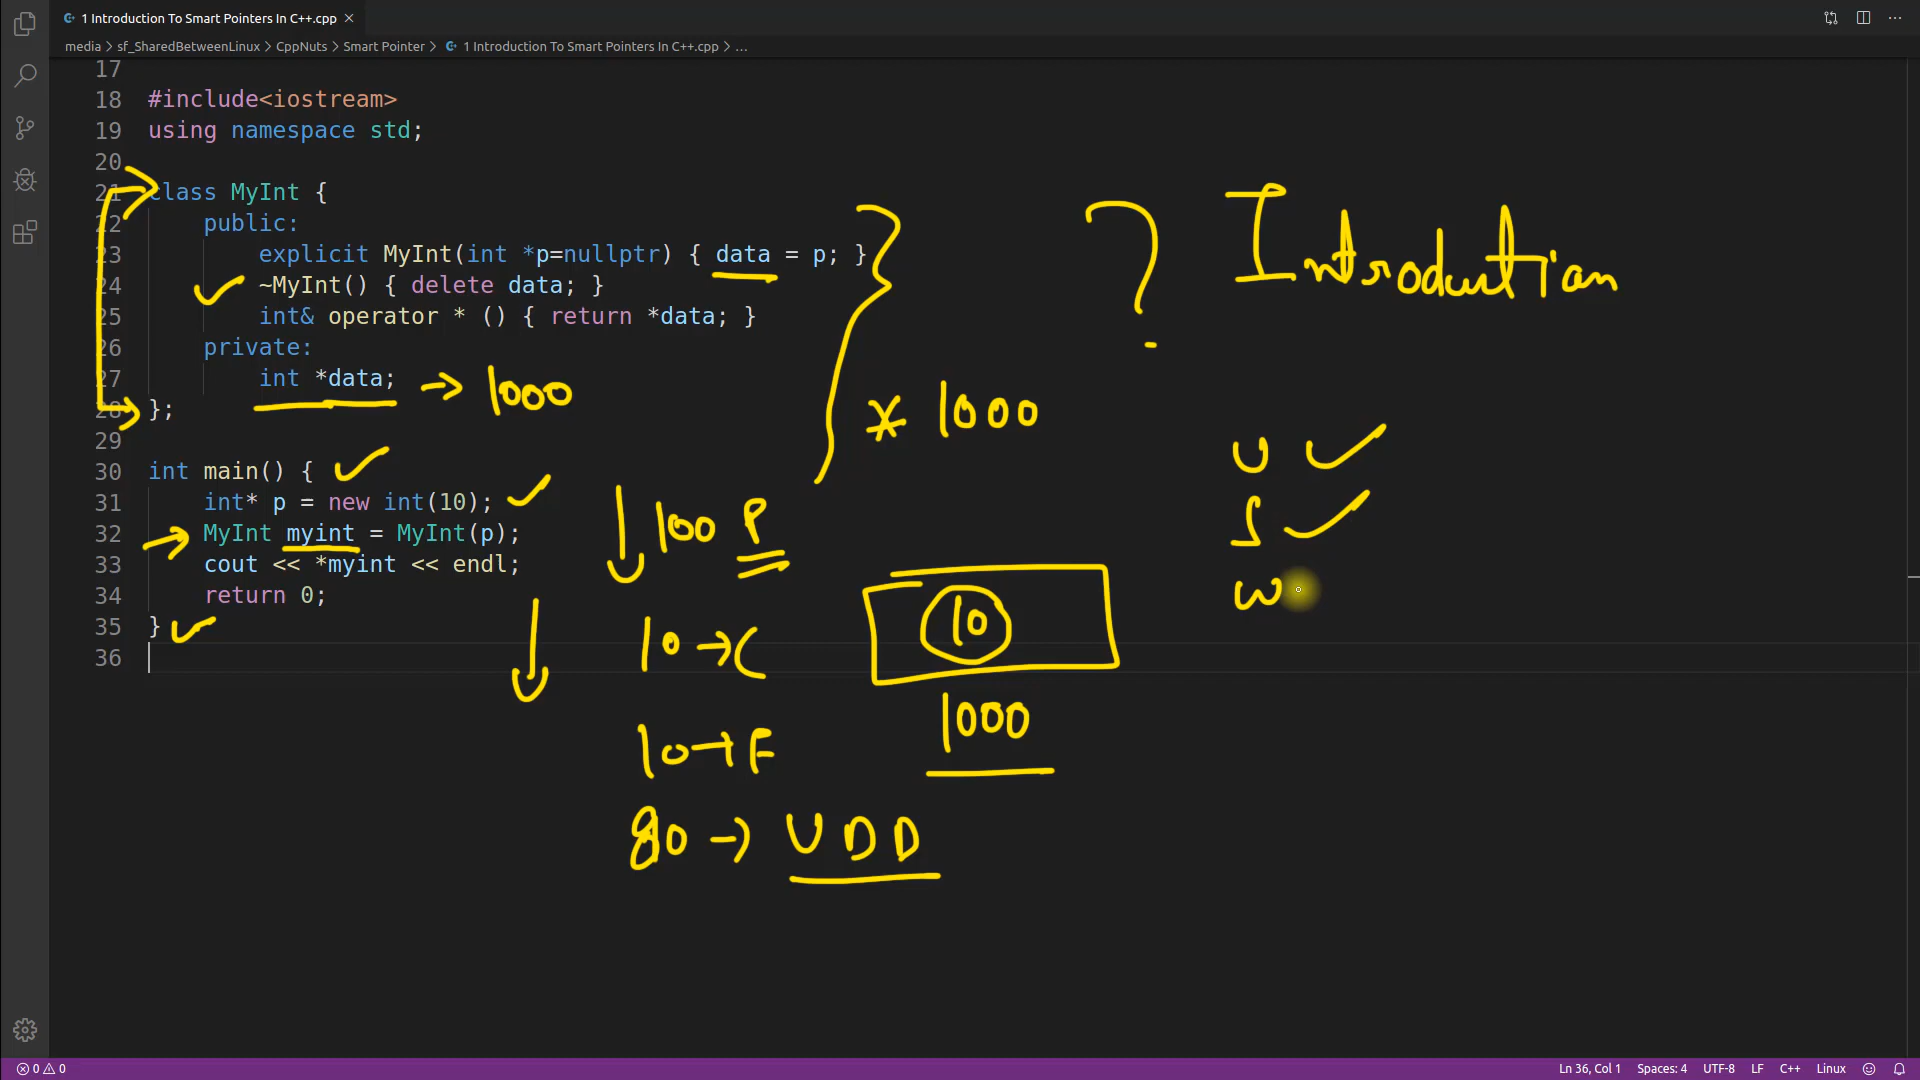 1 Introduction To Smart Pointers In C++.cpp
media > sf_SharedBetweenLinux > CppNuts > Smart Pointer > 1 Introduction To Smart Pointers In C++.cpp > ...
17
18 #include<iostream>
19 using namespace std;
20
21 class MyInt {
22 public:
23 explicit MyInt(int *p=nullptr) { data = p; }
24 ~MyInt() { delete data; }
25 int& operator * () { return *data; }
26 private:
27 int *data; → 1000
28 };
29
30 int main() {
31 int* p = new int(10);
32 MyInt myint = MyInt(p);
33 cout << *myint << endl;
34 return 0;
35 }
36
* 1000
100 P
10 → C
10 → F
80 → UDD
10
1000
?
Introduction
U ✓
S ✓
W
0 0
Ln 36, Col 1 Spaces: 4 UTF-8 LF C++ Linux